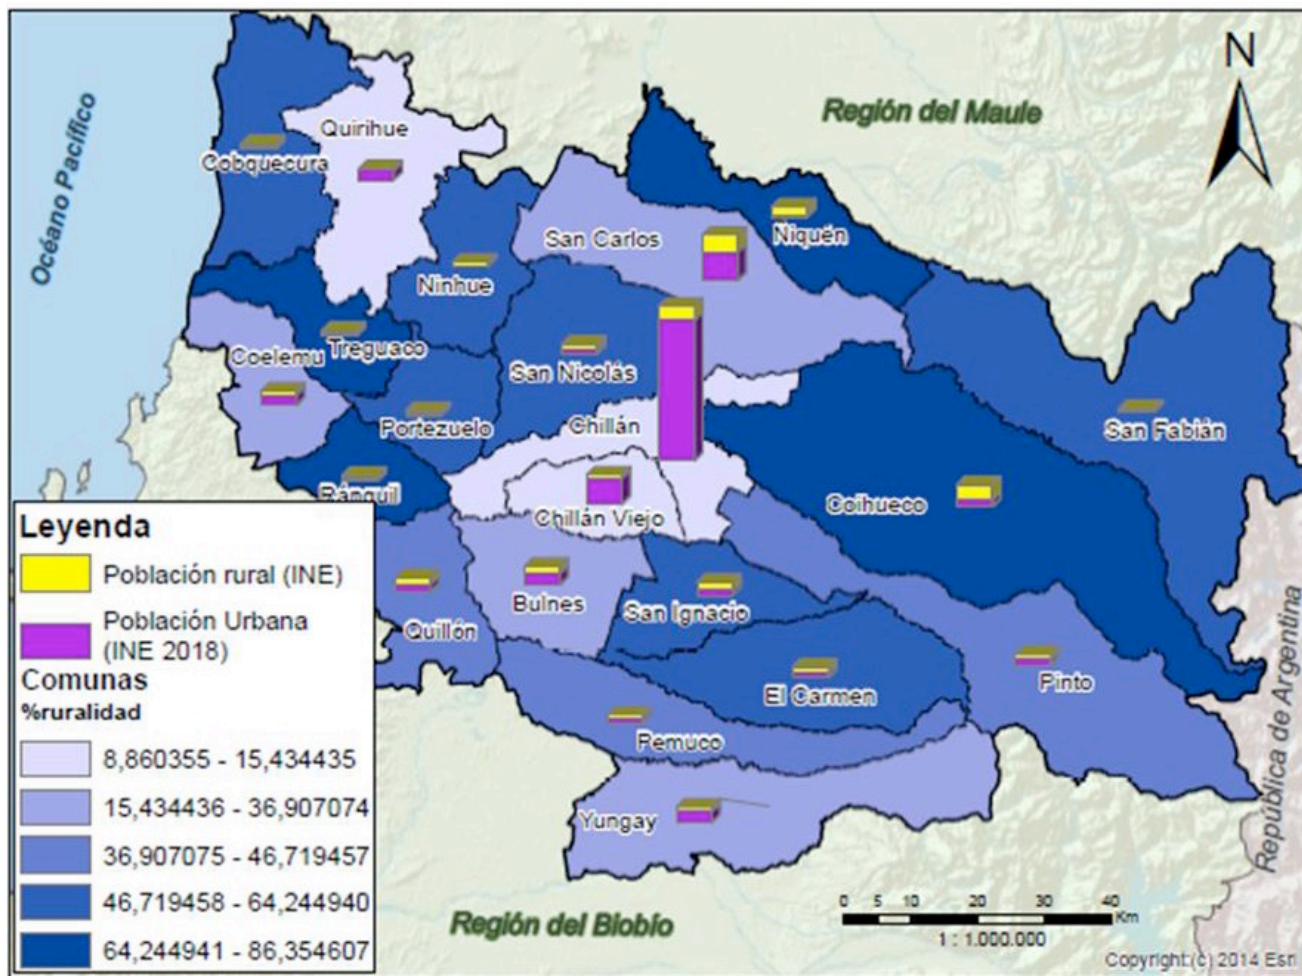 N
Región del Maule
Océano Pacífico
Quirihue
Cobquecura
San Carlos
Ñiquén
Ninhue
Coelemu
Treguaco
San Nicolás
Portezuelo
Chillán
San Fabián
Ránquil
Coihueco
Chillán Viejo
Bulnes
San Ignacio
Quillón
El Carmen
Pinto
Pemuco
Yungay
República de Argentina
Región del Biobío
Leyenda
Población rural (INE)
Población Urbana
(INE 2018)
Comunas
%ruralidad
8,860355 - 15,434435
15,434436 - 36,907074
36,907075 - 46,719457
46,719458 - 64,244940
64,244941 - 86,354607
0 5 10 20 30 40
Km
1 : 1.000.000
Copyright:(c) 2014 Esri